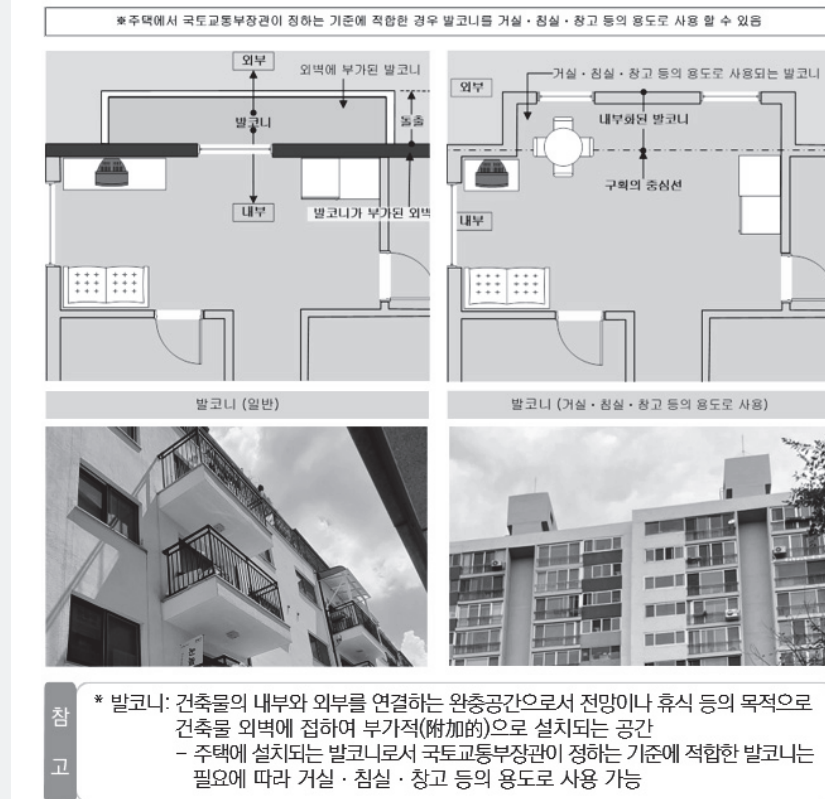 ※주택에서 국토교통부장관이 정하는 기준에 적합한 경우 발코니를 거실・침실・창고 등의 용도로 사용 할 수 있음
외부
외벽에 부가된 발코니
발코니
돌출
내부
발코니가 부가된 외벽
외부
거실・침실・창고 등의 용도로 사용되는 발코니
내부화된 발코니
구획의 중심선
내부
발코니 (일반)
발코니 (거실・침실・창고 등의 용도로 사용)
참고
* 발코니: 건축물의 내부와 외부를 연결하는 완충공간으로서 전망이나 휴식 등의 목적으로
건축물 외벽에 접하여 부가적(附加的)으로 설치되는 공간
- 주택에 설치되는 발코니로서 국토교통부장관이 정하는 기준에 적합한 발코니는
필요에 따라 거실・침실・창고 등의 용도로 사용 가능